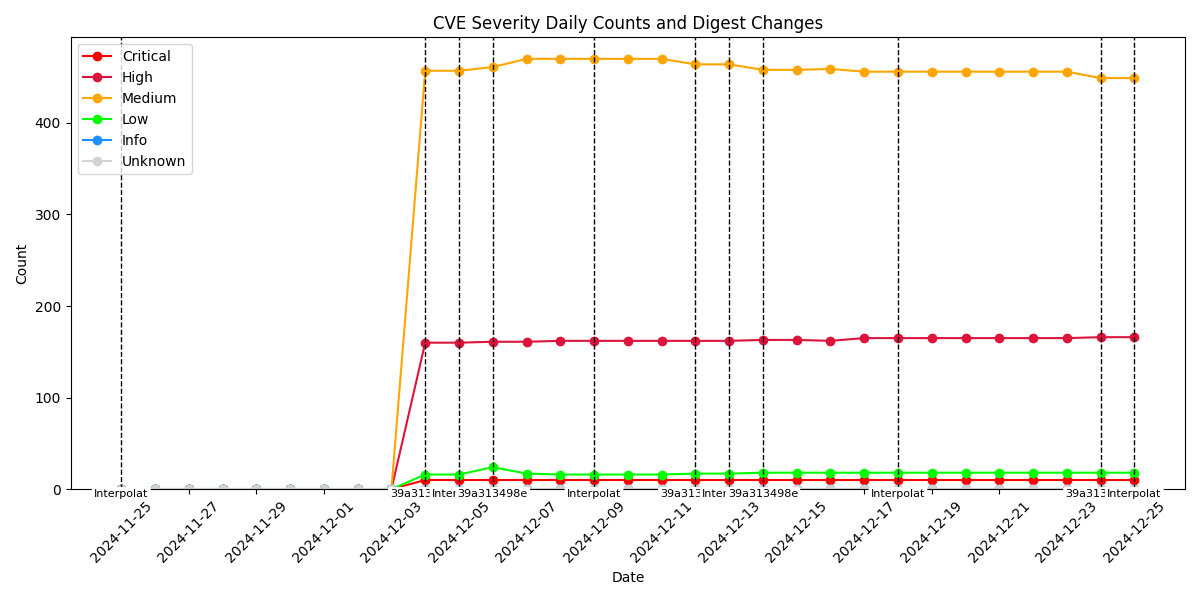 CVE Severity Daily Counts and Digest Changes
Critical
High
Medium
Low
Info
Unknown
Count
400
300
200
100
0
Interpolat
39a313
Inter
39a313498e
Interpolat
39a313
Inter
39a313498e
Interpolat
39a313
Interpolat
2024-11-25
2024-11-27
2024-11-29
2024-12-01
2024-12-03
2024-12-05
2024-12-07
2024-12-09
2024-12-11
2024-12-13
2024-12-15
2024-12-17
2024-12-19
2024-12-21
2024-12-23
2024-12-25
Date